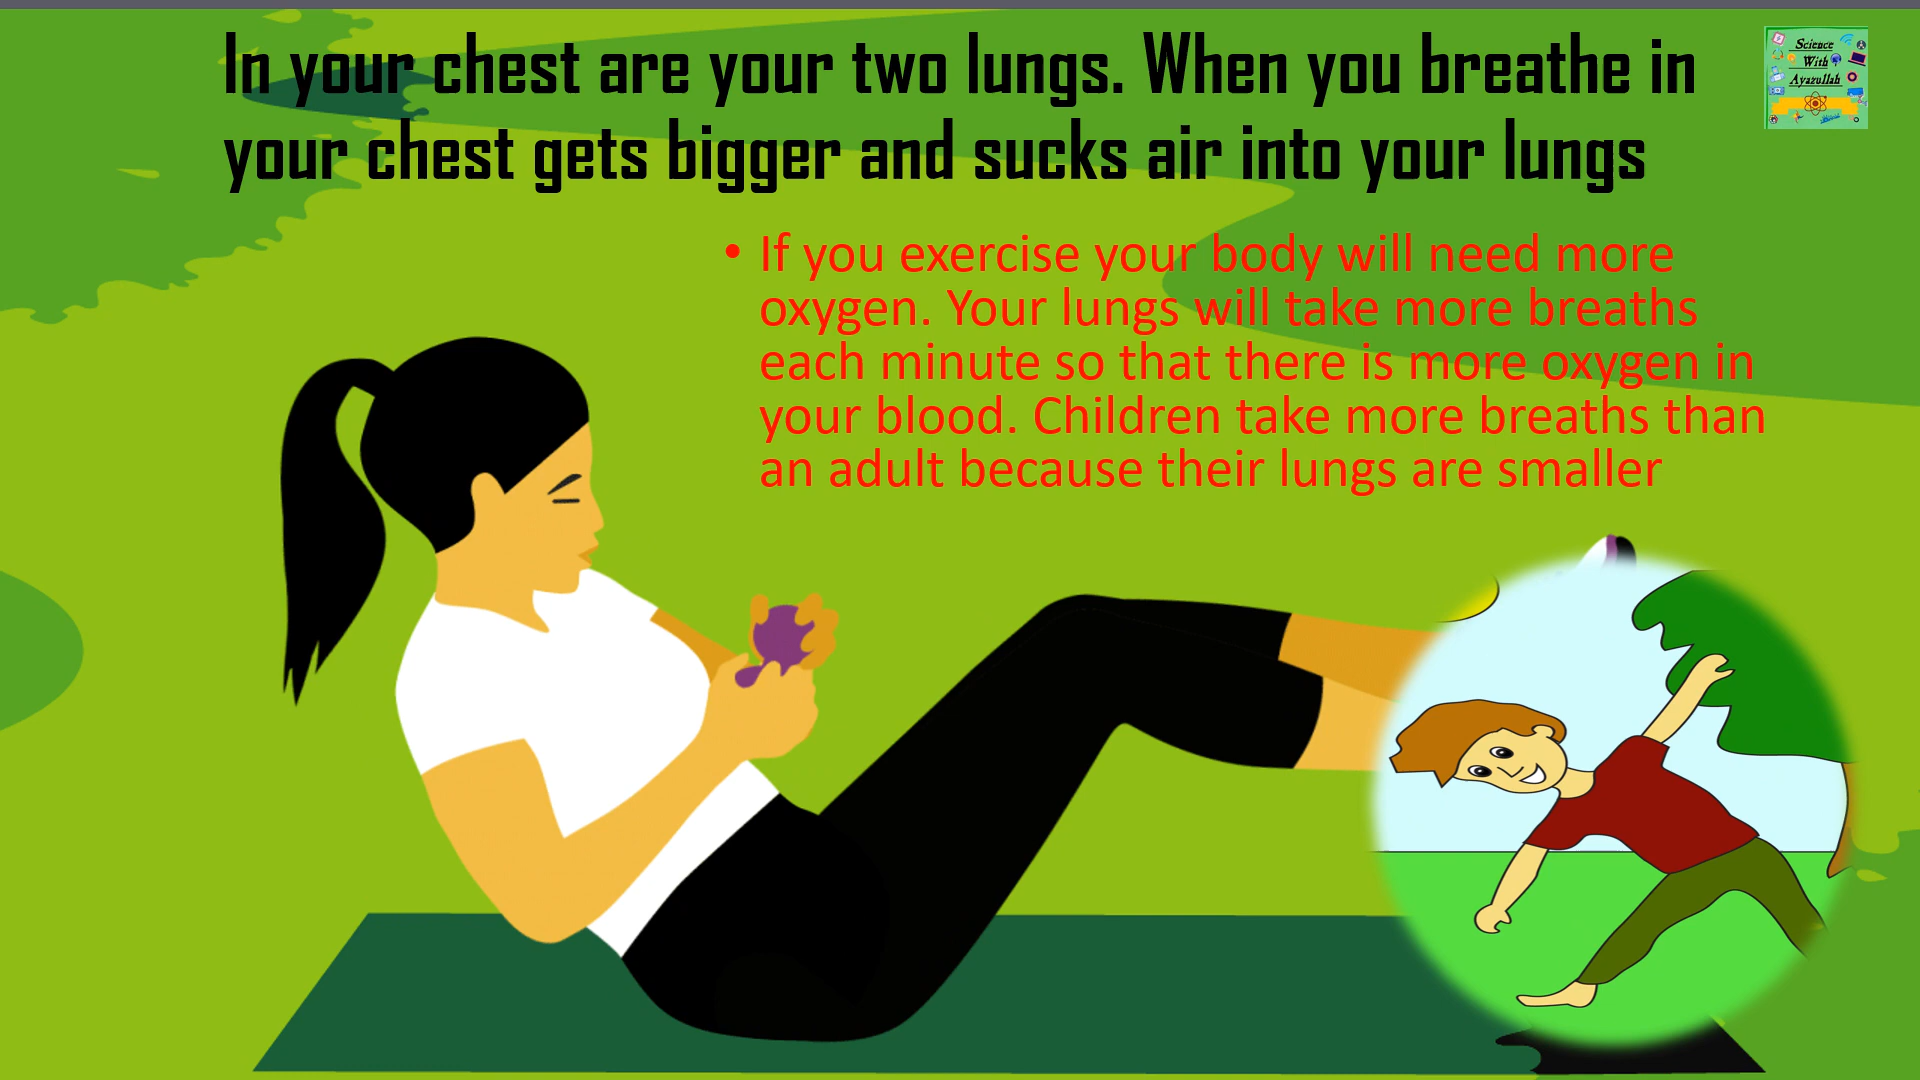 In your chest are your two lungs. When you breathe in
your chest gets bigger and sucks air into your lungs
Science
With
Ayazullah
• If you exercise your body will need more
oxygen. Your lungs will take more breaths
each minute so that there is more oxygen in
your blood. Children take more breaths than
an adult because their lungs are smaller